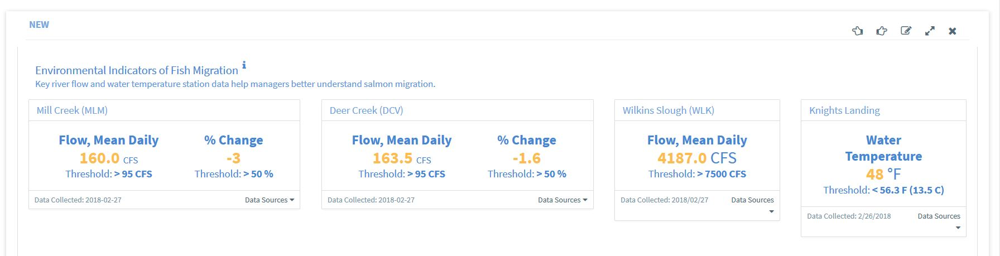 NEW
Environmental Indicators of Fish Migration i
Key river flow and water temperature station data help managers better understand salmon migration.
Mill Creek (MLM)
Flow, Mean Daily
160.0 CFS
Threshold: > 95 CFS
% Change
-3
Threshold: > 50 %
Data Collected: 2018-02-27
Data Sources
Deer Creek (DCV)
Flow, Mean Daily
163.5 CFS
Threshold: > 95 CFS
% Change
-1.6
Threshold: > 50 %
Data Collected: 2018-02-27
Data Sources
Wilkins Slough (WLK)
Flow, Mean Daily
4187.0 CFS
Threshold: > 7500 CFS
Data Collected: 2018/02/27
Data Sources
Knights Landing
Water
Temperature
48 °F
Threshold: < 56.3 F (13.5 C)
Data Collected: 2/26/2018
Data Sources